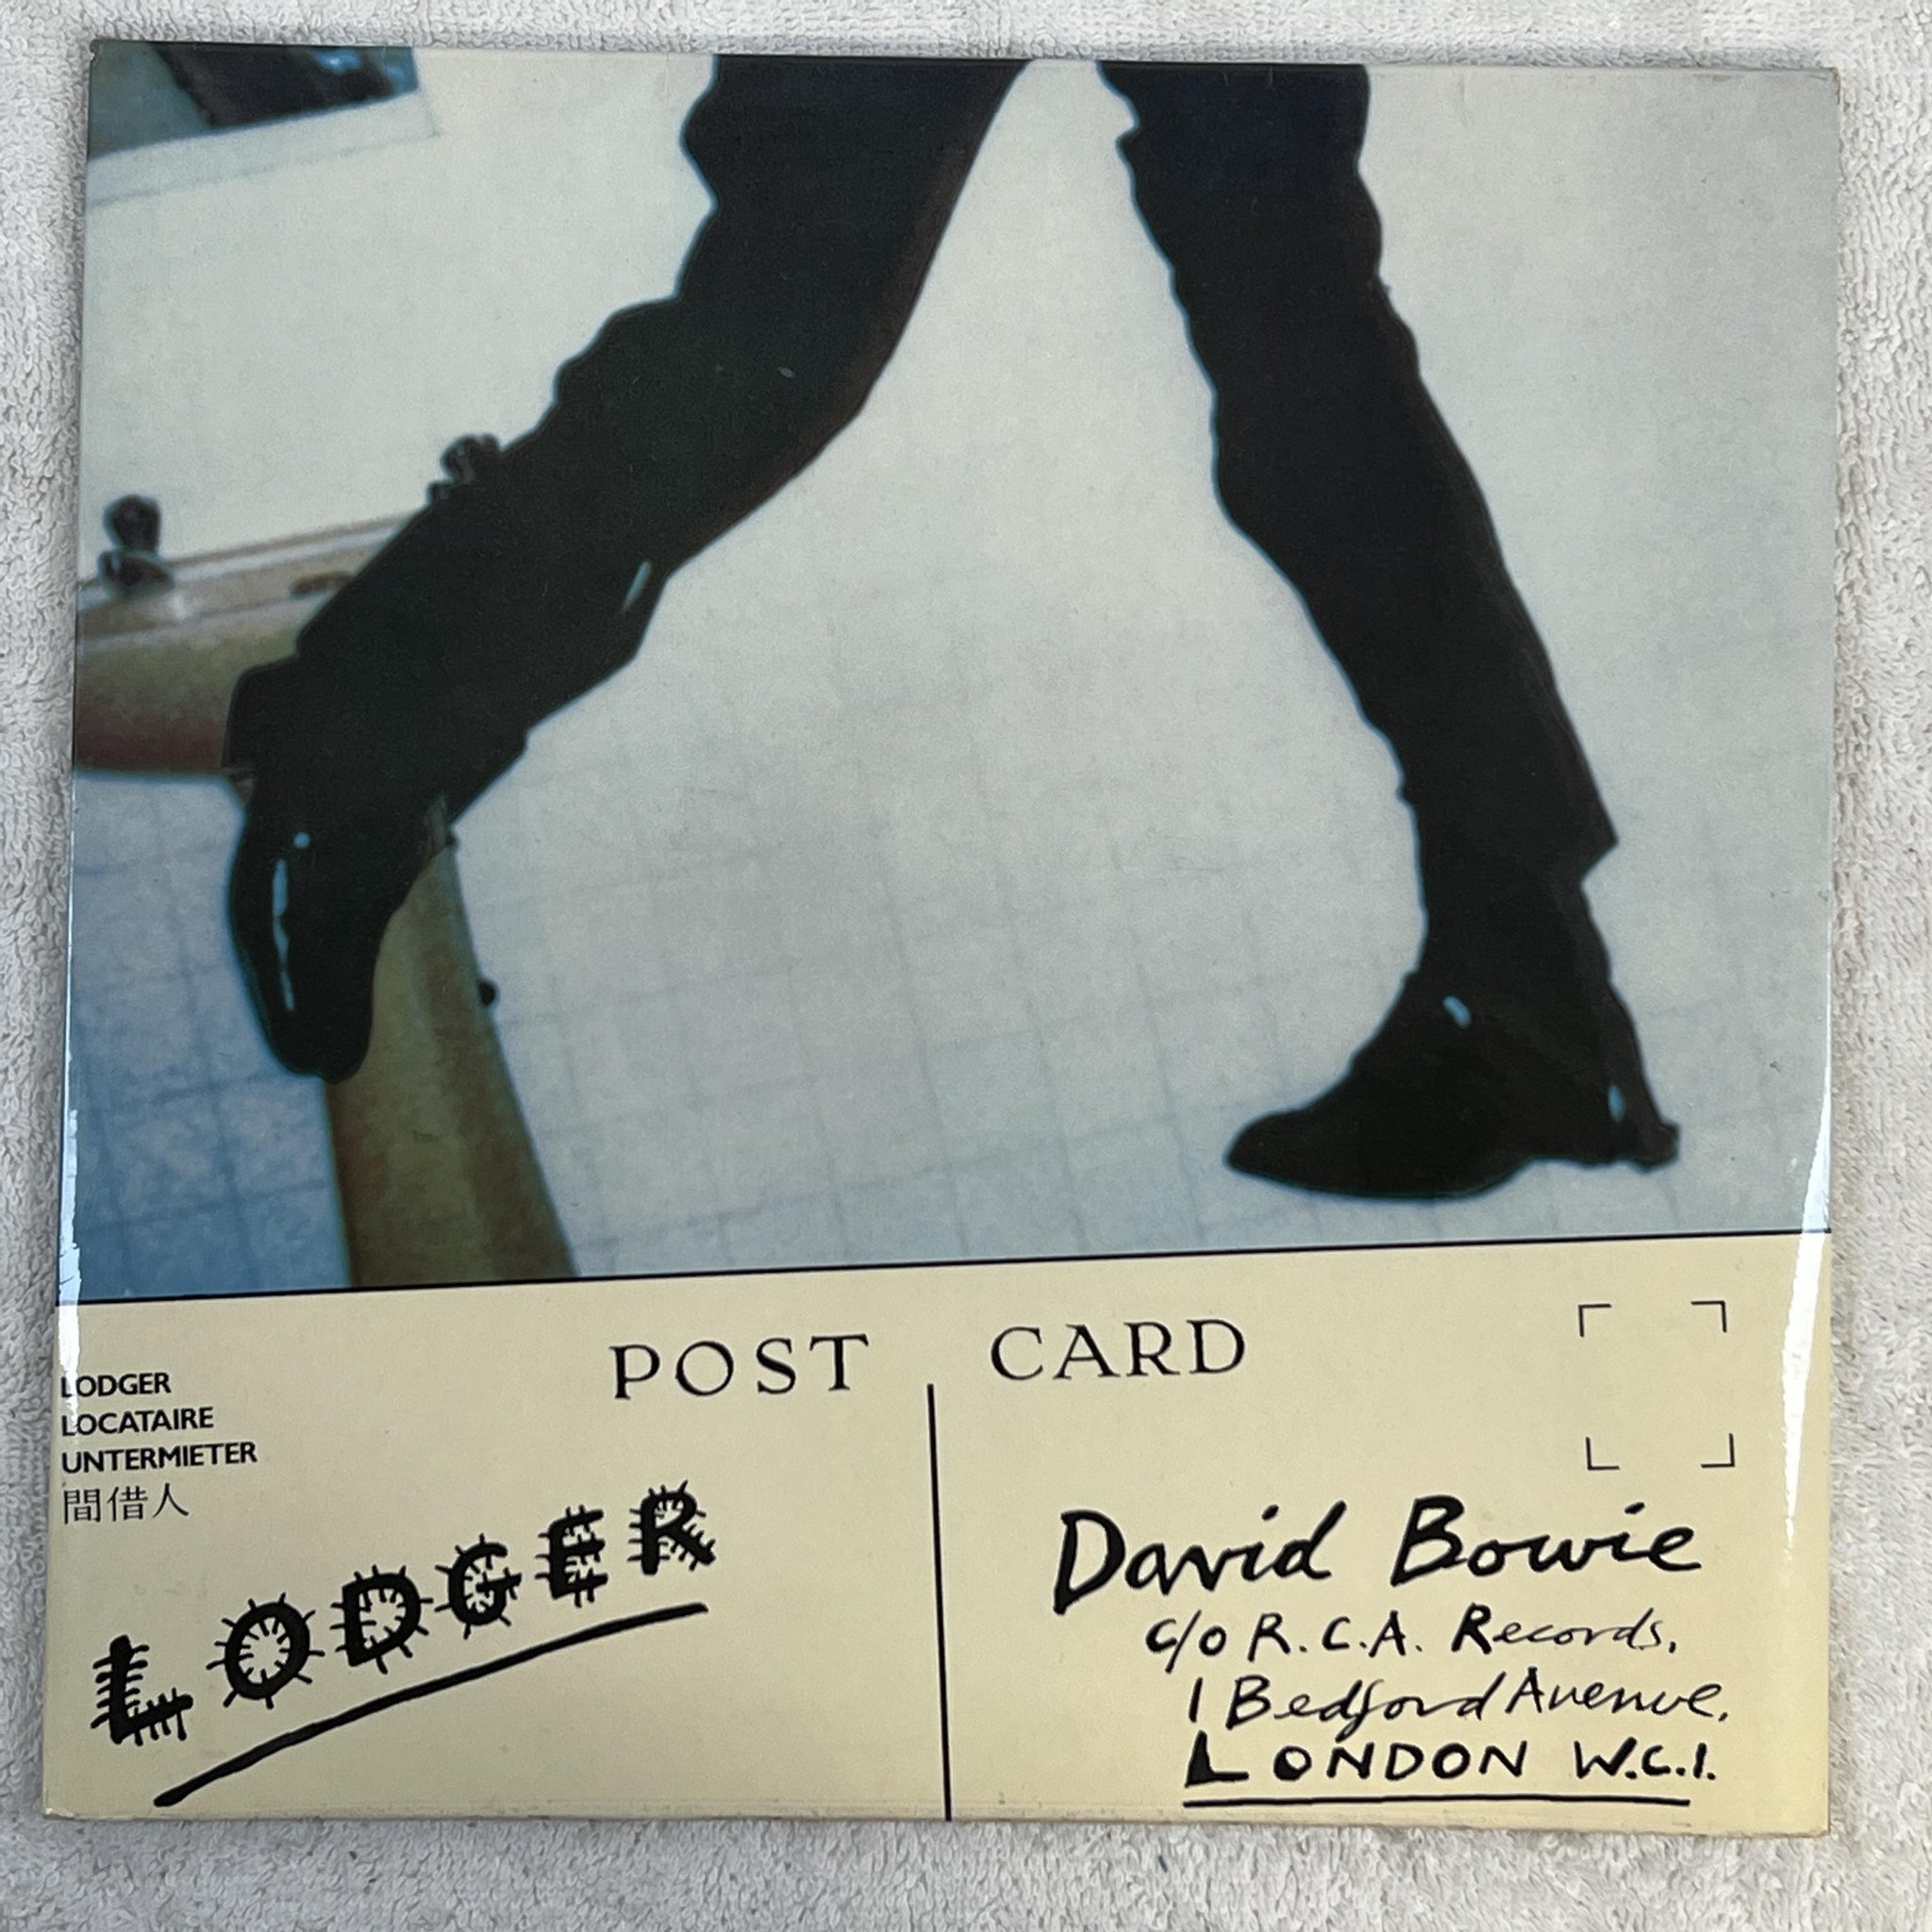 POST CARD
LODGER
LOCATAIRE
UNTERMIETER
間借人
LODGER
David Bowie
c/o R.C.A. Records,
1 Bedford Avenue,
LONDON W.C.1.